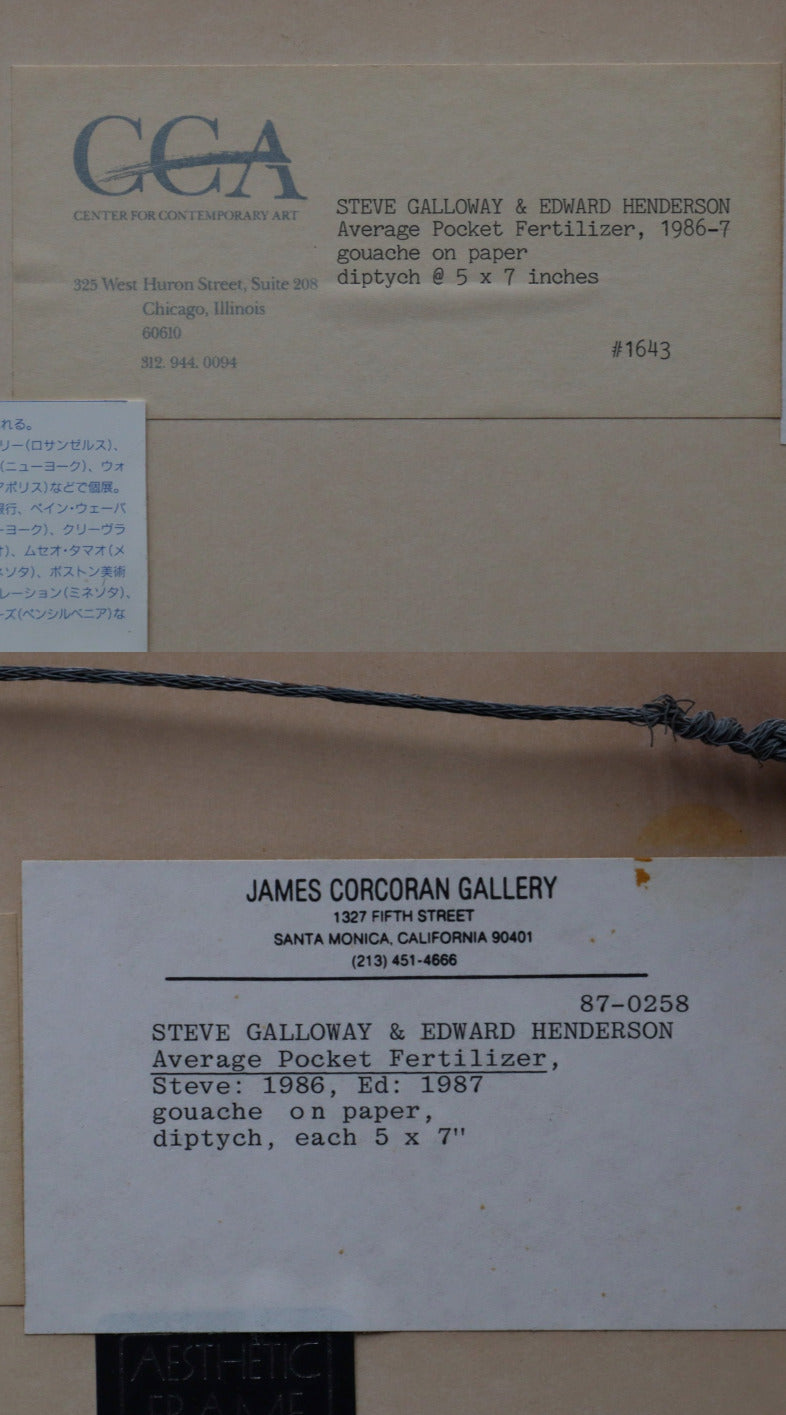 CCA
CENTER FOR CONTEMPORARY ART
325 West Huron Street, Suite 208
Chicago, Illinois
60610
312. 944. 0094
STEVE GALLOWAY & EDWARD HENDERSON
Average Pocket Fertilizer, 1986-7
gouache on paper
diptych @ 5 x 7 inches
#1643
れる。
リー(ロサンゼルス)、
(ニューヨーク)、ウォ
アポリス)などで個展。
銀行、ペイン・ウェーバ
ーヨーク)、クリーヴラ
)、ムセオ・タマオ(メ
ネソタ)、ボストン美術
レーション(ミネソタ)、
ーズ(ペンシルベニア)な
JAMES CORCORAN GALLERY
1327 FIFTH STREET
SANTA MONICA, CALIFORNIA 90401
(213) 451-4666
87-0258
STEVE GALLOWAY & EDWARD HENDERSON
Average Pocket Fertilizer,
Steve: 1986, Ed: 1987
gouache on paper,
diptych, each 5 x 7"
AESTHETIC
FRAME